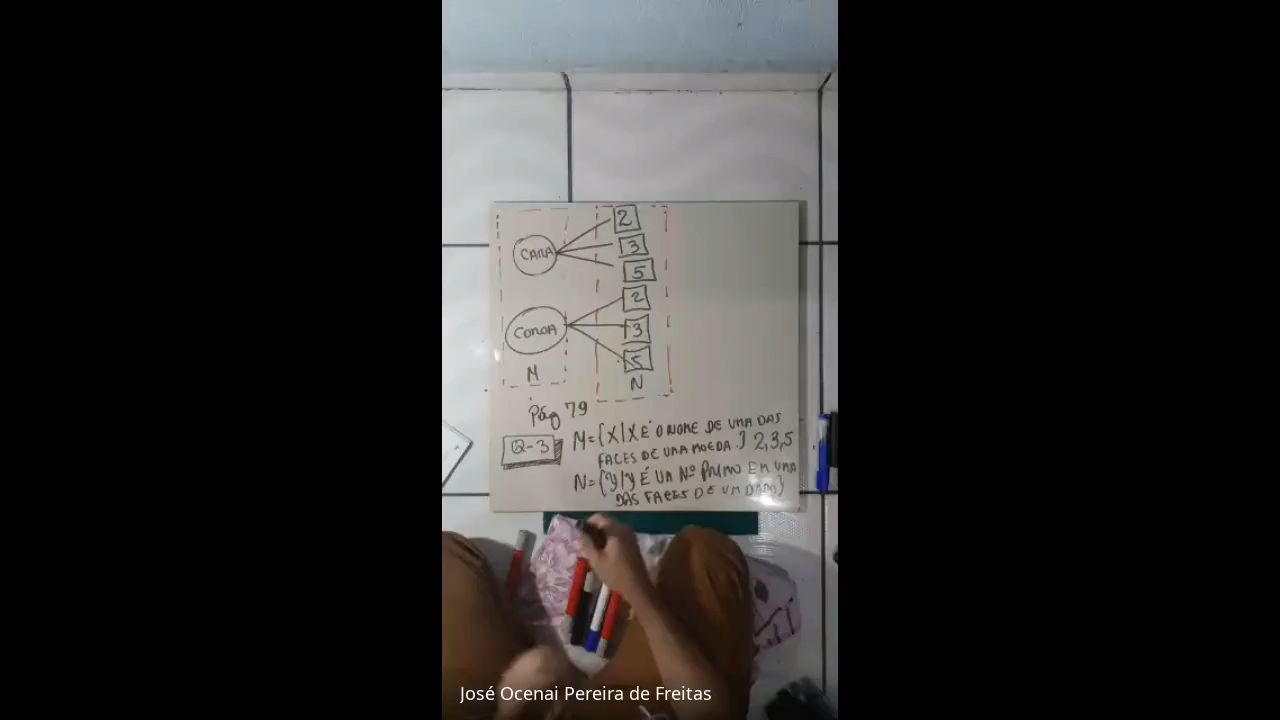 CARA
2
3
5
COROA
2
3
5
M
N
Pág 79
Q-3
M={X|X É O NOME DE UMA DAS
FACES DE UMA MOEDA } 2,3,5
N={Y|Y É UM Nº PRIMO EM UMA
DAS FACES DE UM DADO}
José Ocenai Pereira de Freitas